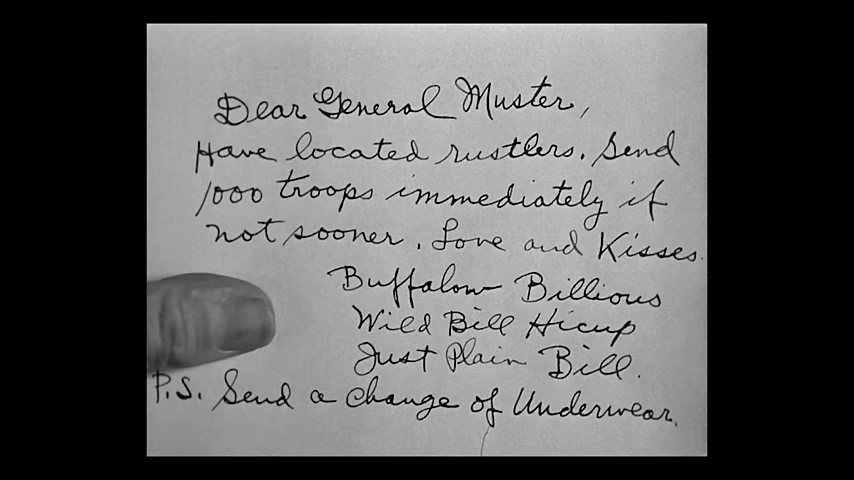 Dear General Muster,
Have located rustlers. Send
1000 troops immediately if
not sooner. Love and Kisses.
Buffalow Billious
Wild Bill Hicup
Just Plain Bill.
P.S. Send a change of Underwear.